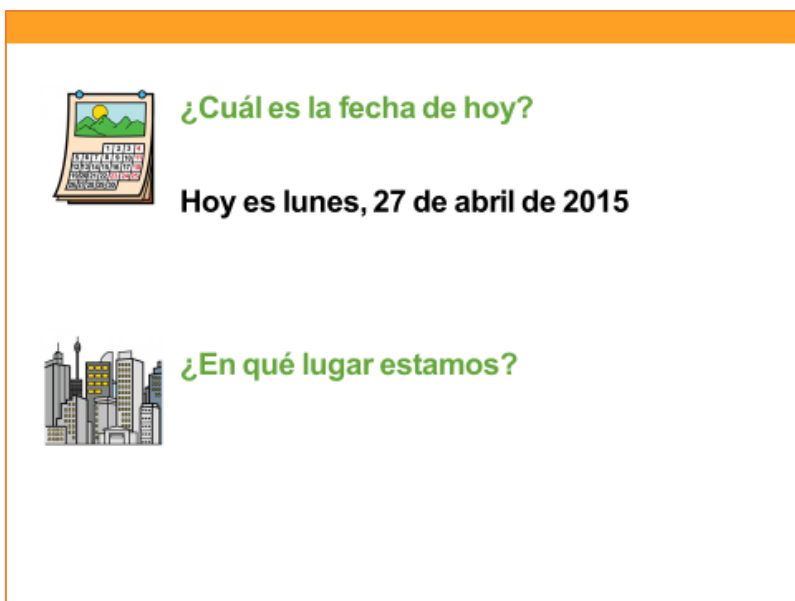 ¿Cuál es la fecha de hoy?
Hoy es lunes, 27 de abril de 2015
¿En qué lugar estamos?